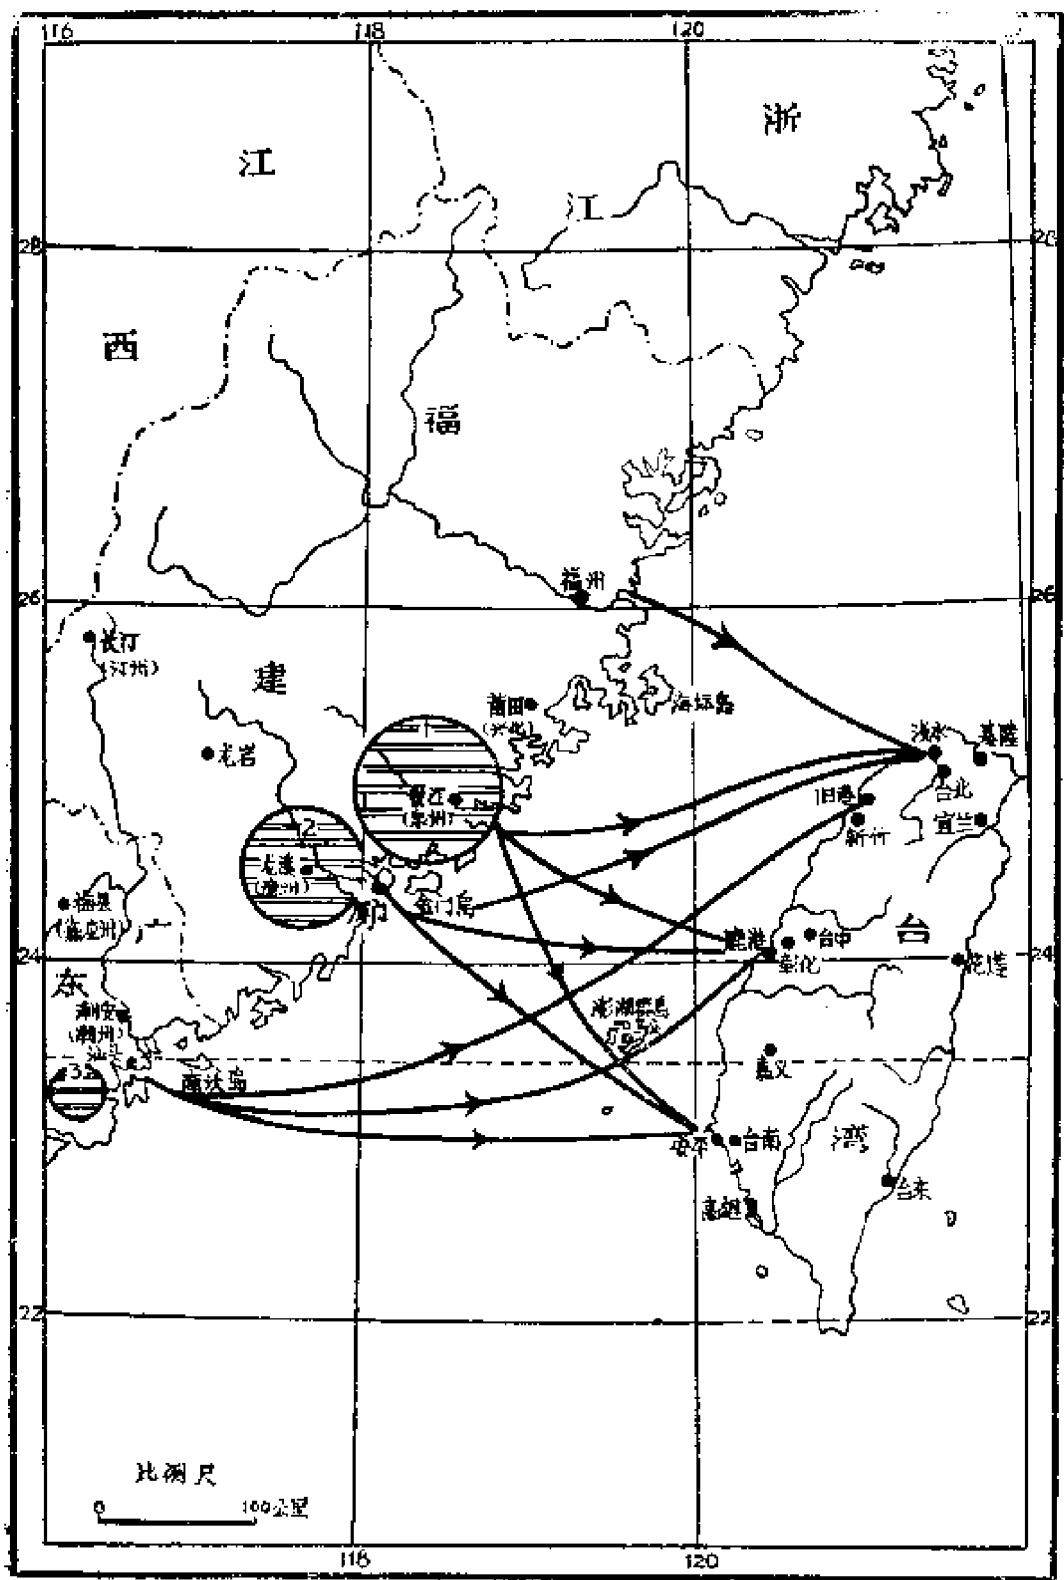 116
118
120
浙
江
江
28
28
西
福
福州
26
26
长汀
(汀州)
建
莆田
(兴化)
海坛岛
龙岩
1
淡水
基隆
台北
旧港
宜兰
晋江
(泉州)
新竹
2
龙溪
(漳州)
梅县
(嘉应州)
广
厦门
金门岛
鹿港
台中
台
彰化
24
24
花莲
东
潮安
(潮州)
汕头
澎湖群岛
马公
嘉义
3
南澳岛
安平
台南
湾
台东
高雄
22
22
比例尺
0
100公里
118
120